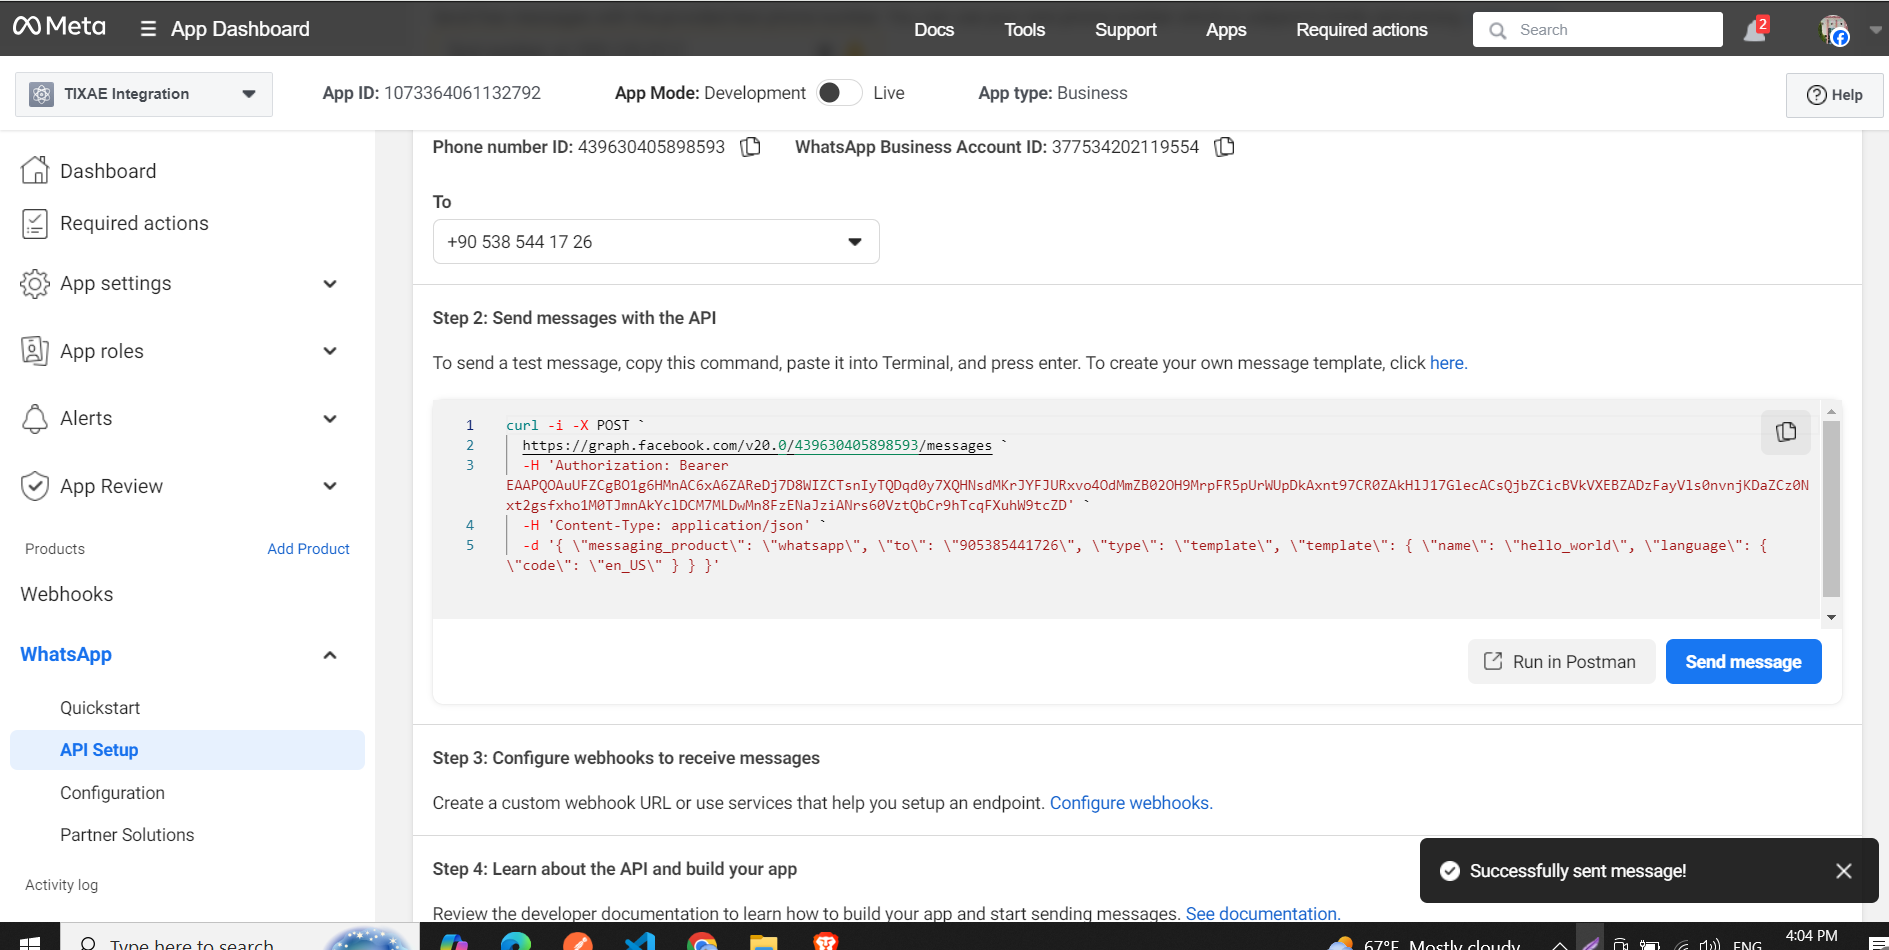 Meta
App Dashboard
Docs
Tools
Support
Apps
Required actions
Search
2
TIXAE Integration
App ID: 1073364061132792
App Mode: Development
Live
App type: Business
Help
Dashboard
Required actions
App settings
App roles
Alerts
App Review
Products
Add Product
Webhooks
WhatsApp
Quickstart
API Setup
Configuration
Partner Solutions
Activity log
Phone number ID: 439630405898593
WhatsApp Business Account ID: 377534202119554
To
+90 538 544 17 26
Step 2: Send messages with the API
To send a test message, copy this command, paste it into Terminal, and press enter. To create your own message template, click here.
1 curl -i -X POST `
2 https://graph.facebook.com/v20.0/439630405898593/messages `
3 -H 'Authorization: Bearer
EAAPQOAuUFZCgBO1g6HMnAC6xA6ZAReDj7D8WIZCTsnIyTQDqd0y7XQHNsdMKrJYFJURxvo4OdMmZB02OH9MrpFR5pUrWUpDkAxnt97CR0ZAkHlJ17GlecACsQjbZCicBVkVXEBZADzFayVls0nvnjKDaZCz0N
xt2gsfxho1M0TJmnAkYclDCM7MLDwMn8FzENaJziANrs60VztQbCr9hTcqFXuhW9tcZD' `
4 -H 'Content-Type: application/json' `
5 -d '{ \"messaging_product\": \"whatsapp\", \"to\": \"905385441726\", \"type\": \"template\", \"template\": { \"name\": \"hello_world\", \"language\": {
\"code\": \"en_US\" } } }'
Run in Postman
Send message
Step 3: Configure webhooks to receive messages
Create a custom webhook URL or use services that help you setup an endpoint. Configure webhooks.
Step 4: Learn about the API and build your app
Review the developer documentation to learn how to build your app and start sending messages. See documentation.
Successfully sent message!
Type here to search
67°F Mostly cloudy
ENG
4:04 PM